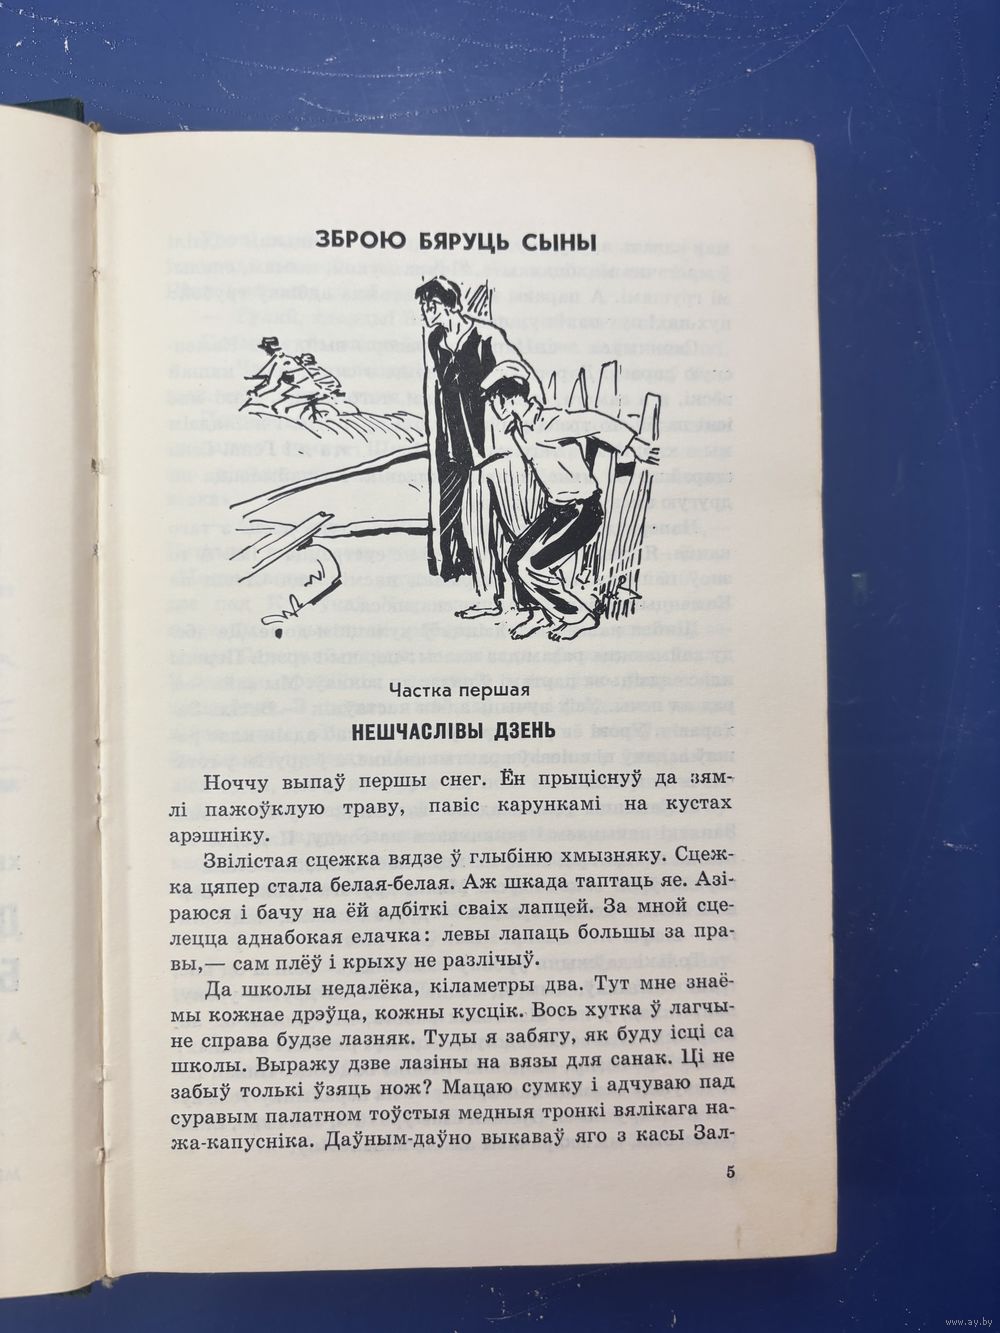 ЗБРОЮ БЯРУЦЬ СЫНЫ
Частка першая
НЕШЧАСЛІВЫ ДЗЕНЬ
Ноччу выпаў першы снег. Ён прыціснуў да зям-
лі пажоўклую траву, павіс карункамі на кустах
арэшніку.
Звілістая сцежка вядзе ў глыбіню хмызняку. Сцеж-
ка цяпер стала белая-белая. Аж шкада таптаць яе. Азі-
раюся і бачу на ёй адбіткі сваіх лапцей. За мной сце-
лецца аднабокая елачка: левы лапаць большы за пра-
вы,— сам плёў і крыху не разлічыў.
Да школы недалёка, кіламетры два. Тут мне знаё-
мы кожнае дрэўца, кожны кусцік. Вось хутка ў лагчы-
не справа будзе лазняк. Туды я забягу, як буду ісці са
школы. Выражу дзве лазіны на вязы для санак. Ці не
забыў толькі ўзяць нож? Мацаю сумку і адчуваю пад
суравым палатном тоўстыя медныя тронкі вялікага на-
жа-капусніка. Даўным-даўно выкаваў яго з касы Зал-
5
www.ay.by